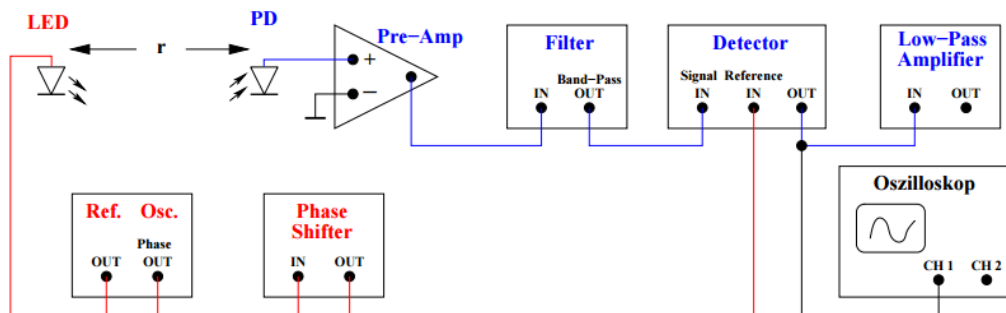 LED
r
PD
Pre−Amp
+
−
Filter
Band−Pass
IN OUT
Detector
Signal Reference
IN IN OUT
Low−Pass
Amplifier
IN OUT
Ref. Osc.
Phase
OUT OUT
Phase
Shifter
IN OUT
Oszilloskop
CH 1 CH 2